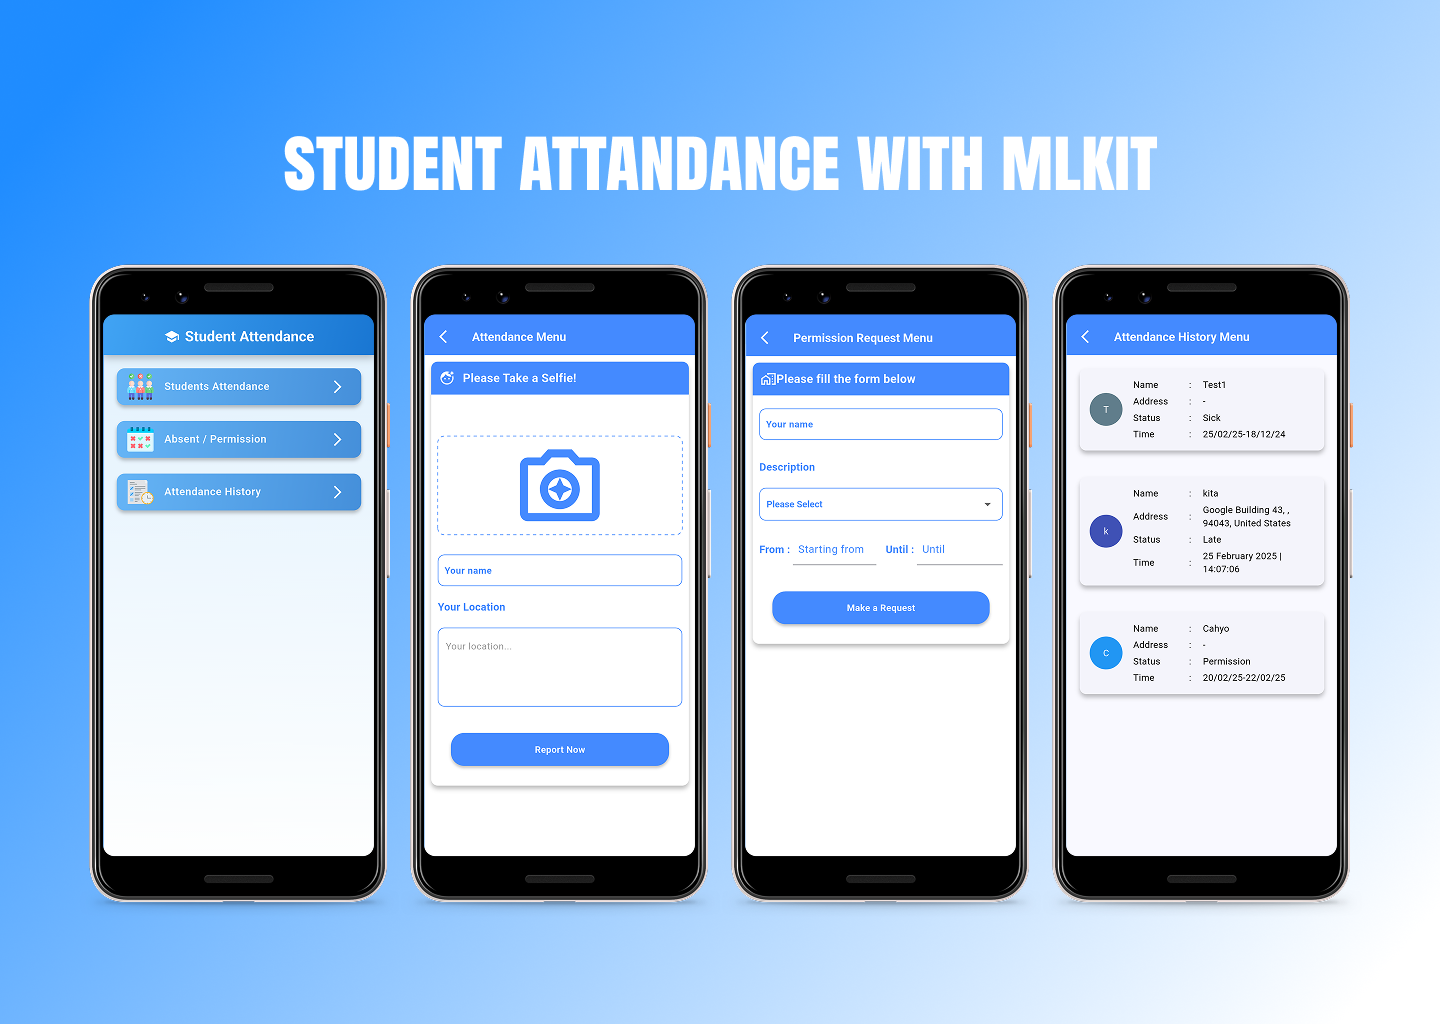 STUDENT ATTANDANCE WITH MLKIT
Student Attendance
Students Attendance
Absent / Permission
Attendance History
Attendance Menu
Please Take a Selfie!
Your name
Your Location
Your location...
Report Now
Permission Request Menu
Please fill the form below
Your name
Description
Please Select
From : Starting from Until : Until
Make a Request
Attendance History Menu
T
Name : Test1
Address : -
Status : Sick
Time : 25/02/25-18/12/24
k
Name : kita
Address : Google Building 43, ,
94043, United States
Status : Late
Time : 25 February 2025 |
14:07:06
C
Name : Cahyo
Address : -
Status : Permission
Time : 20/02/25-22/02/25